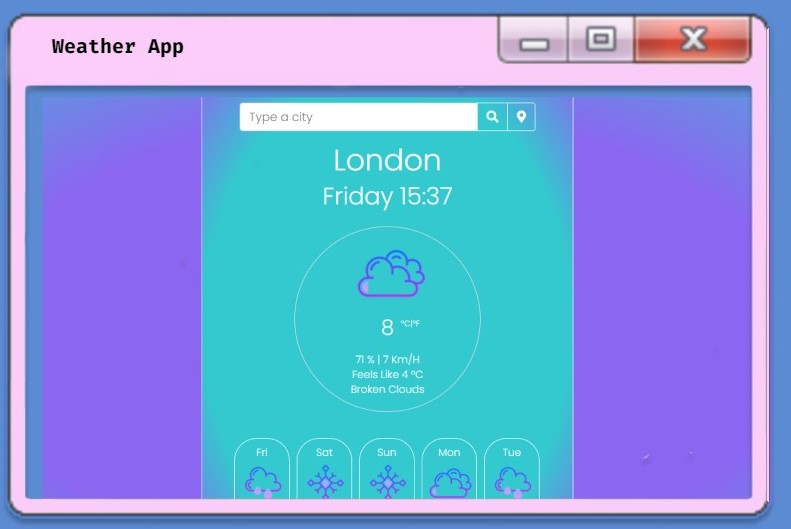 Weather App
Type a city
London
Friday 15:37
8 °C|°F
71 % | 7 Km/H
Feels Like 4 °C
Broken Clouds
Fri Sat Sun Mon Tue